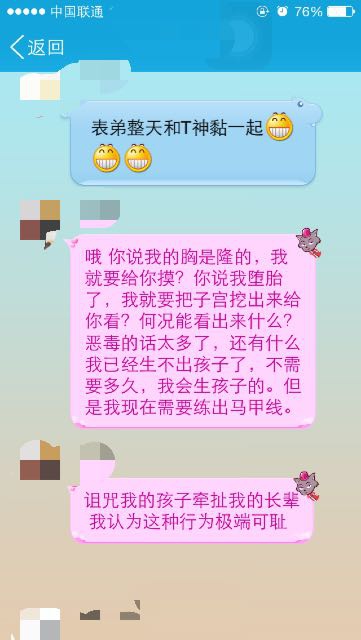 中国联通
76%
返回
表弟整天和T神黏一起
哦 你说我的胸是隆的，我
就要给你摸？你说我堕胎
了，我就要把子宫挖出来给
你看？何况能看出来什么？
恶毒的话太多了，还有什么
我已经生不出孩子了，不需
要多久，我会生孩子的。但
是我现在需要练出马甲线。
诅咒我的孩子牵扯我的长辈
我认为这种行为极端可耻